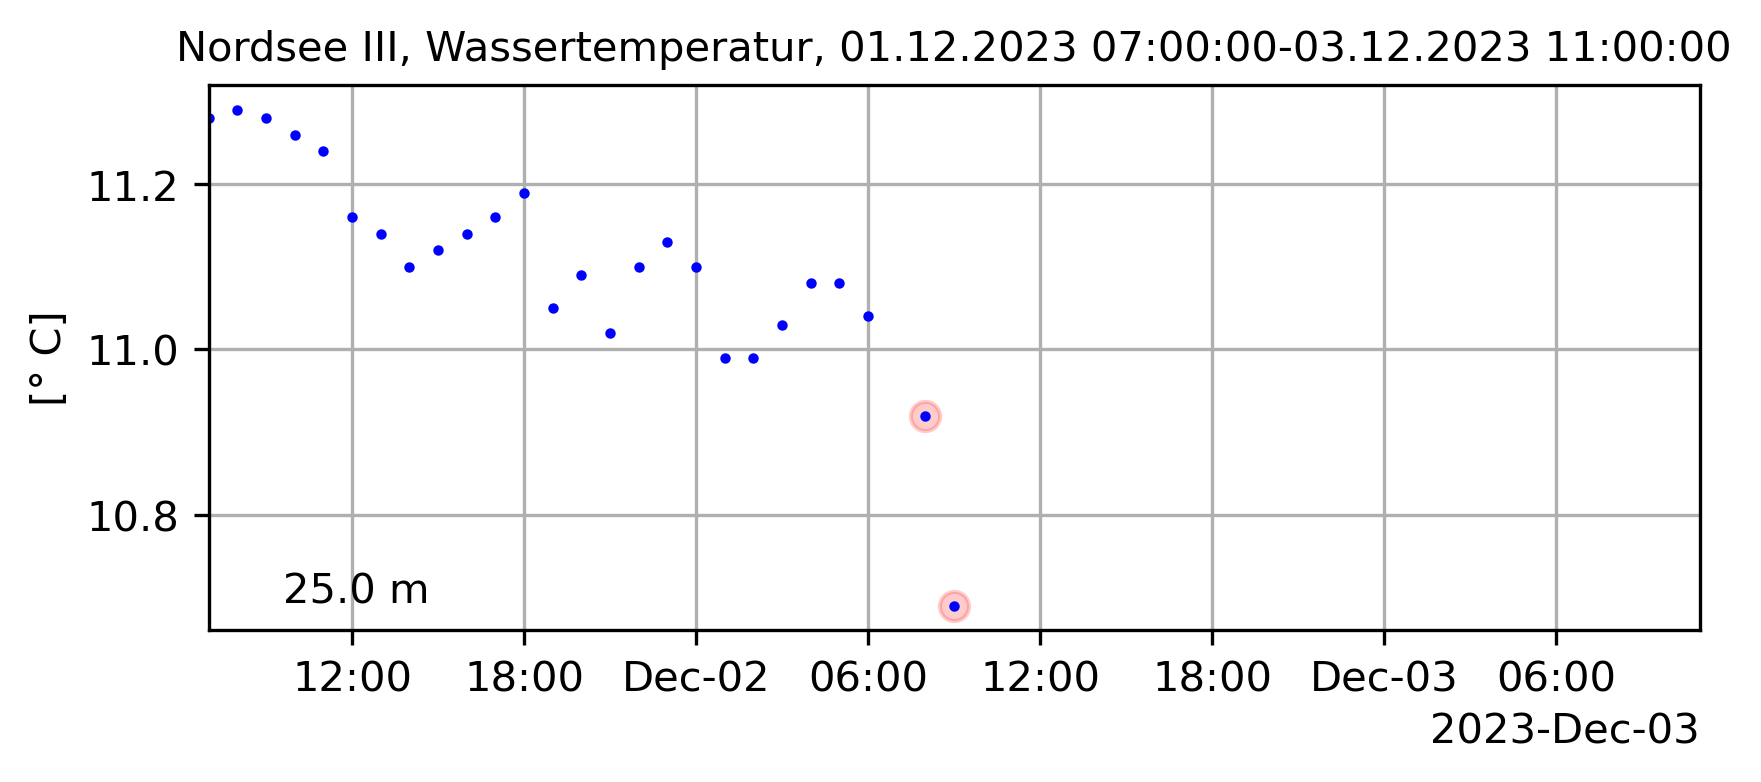 Nordsee III, Wassertemperatur, 01.12.2023 07:00:00-03.12.2023 11:00:00
[° C]
11.2
11.0
10.8
25.0 m
12:00 18:00 Dec-02 06:00 12:00 18:00 Dec-03 06:00
2023-Dec-03